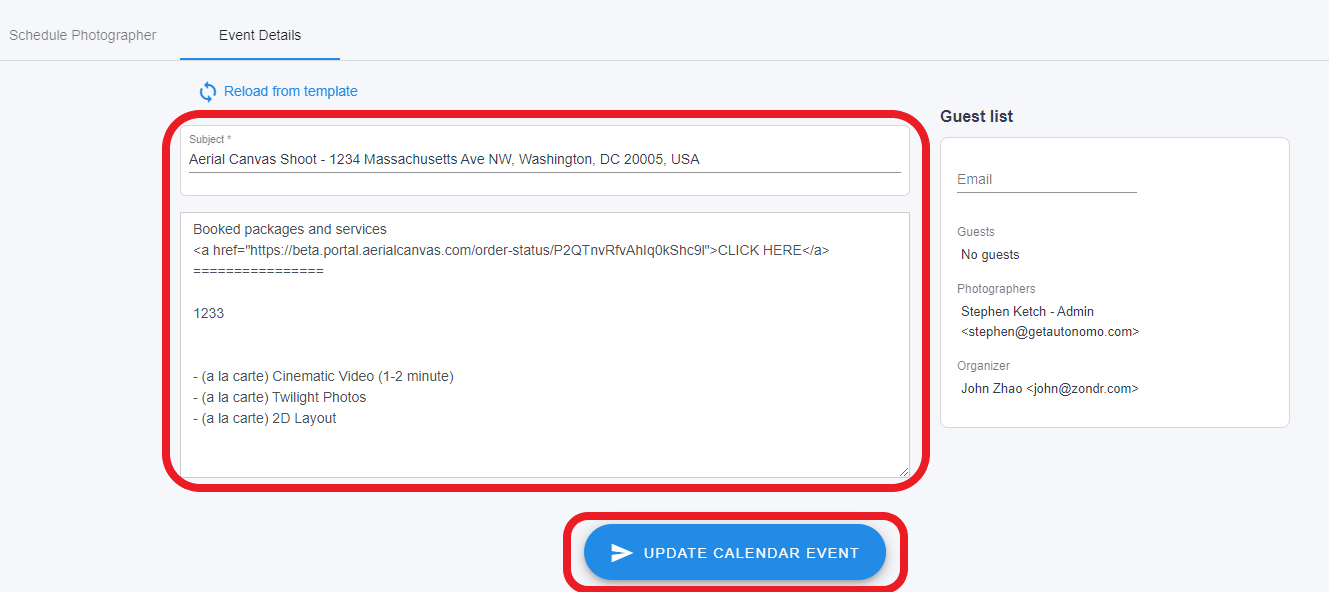 Schedule Photographer
Event Details
Reload from template
Subject *
Aerial Canvas Shoot - 1234 Massachusetts Ave NW, Washington, DC 20005, USA
Booked packages and services
<a href="https://beta.portal.aerialcanvas.com/order-status/P2QTnvRfvAhIq0kShc9l">CLICK HERE</a>
================
1233
- (a la carte) Cinematic Video (1-2 minute)
- (a la carte) Twilight Photos
- (a la carte) 2D Layout
UPDATE CALENDAR EVENT
Guest list
Email
Guests
No guests
Photographers
Stephen Ketch - Admin
<stephen@getautonomo.com>
Organizer
John Zhao <john@zondr.com>